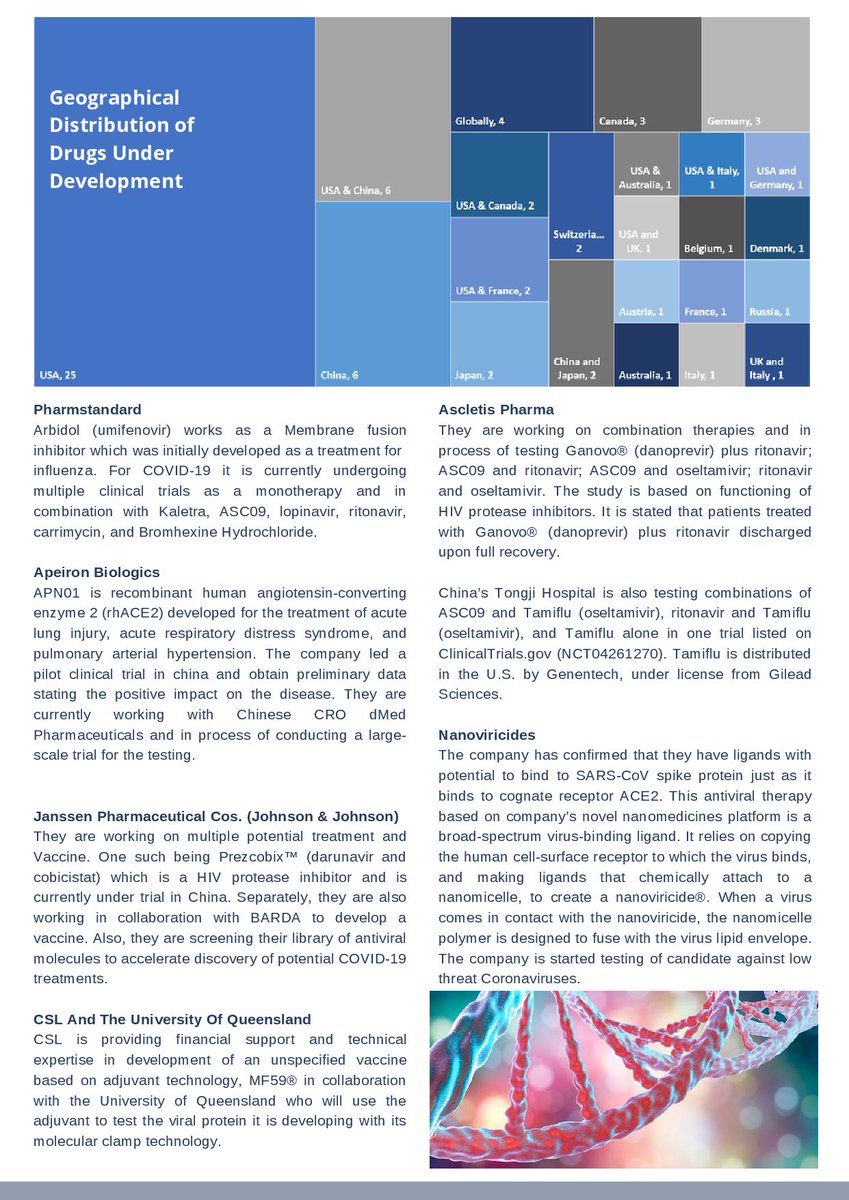 Geographical
Distribution of
Drugs Under
Development
USA, 25
USA & China, 6
China, 6
Globally, 4
Canada, 3
Germany, 3
USA & Canada, 2
USA & France, 2
Japan, 2
Switzerla...
2
China and
Japan, 2
USA &
Australia, 1
USA & Italy,
1
USA and
Germany, 1
USA and
UK, 1
Belgium, 1
Denmark, 1
Austria, 1
France, 1
Russia, 1
Australia, 1
Italy, 1
UK and
Italy , 1
Pharmstandard
Arbidol (umifenovir) works as a Membrane fusion
inhibitor which was initially developed as a treatment for
influenza. For COVID-19 it is currently undergoing
multiple clinical trials as a monotherapy and in
combination with Kaletra, ASC09, lopinavir, ritonavir,
carrimycin, and Bromhexine Hydrochloride.
Apeiron Biologics
APN01 is recombinant human angiotensin-converting
enzyme 2 (rhACE2) developed for the treatment of acute
lung injury, acute respiratory distress syndrome, and
pulmonary arterial hypertension. The company led a
pilot clinical trial in china and obtain preliminary data
stating the positive impact on the disease. They are
currently working with Chinese CRO dMed
Pharmaceuticals and in process of conducting a large-
scale trial for the testing.
Janssen Pharmaceutical Cos. (Johnson & Johnson)
They are working on multiple potential treatment and
Vaccine. One such being Prezcobix™ (darunavir and
cobicistat) which is a HIV protease inhibitor and is
currently under trial in China. Separately, they are also
working in collaboration with BARDA to develop a
vaccine. Also, they are screening their library of antiviral
molecules to accelerate discovery of potential COVID-19
treatments.
CSL And The University Of Queensland
CSL is providing financial support and technical
expertise in development of an unspecified vaccine
based on adjuvant technology, MF59® in collaboration
with the University of Queensland who will use the
adjuvant to test the viral protein it is developing with its
molecular clamp technology.
Ascletis Pharma
They are working on combination therapies and in
process of testing Ganovo® (danoprevir) plus ritonavir;
ASC09 and ritonavir; ASC09 and oseltamivir; ritonavir
and oseltamivir. The study is based on functioning of
HIV protease inhibitors. It is stated that patients treated
with Ganovo® (danoprevir) plus ritonavir discharged
upon full recovery.
China’s Tongji Hospital is also testing combinations of
ASC09 and Tamiflu (oseltamivir), ritonavir and Tamiflu
(oseltamivir), and Tamiflu alone in one trial listed on
ClinicalTrials.gov (NCT04261270). Tamiflu is distributed
in the U.S. by Genentech, under license from Gilead
Sciences.
Nanoviricides
The company has confirmed that they have ligands with
potential to bind to SARS-CoV spike protein just as it
binds to cognate receptor ACE2. This antiviral therapy
based on company’s novel nanomedicines platform is a
broad-spectrum virus-binding ligand. It relies on copying
the human cell-surface receptor to which the virus binds,
and making ligands that chemically attach to a
nanomicelle, to create a nanoviricide®. When a virus
comes in contact with the nanoviricide, the nanomicelle
polymer is designed to fuse with the virus lipid envelope.
The company is started testing of candidate against low
threat Coronaviruses.